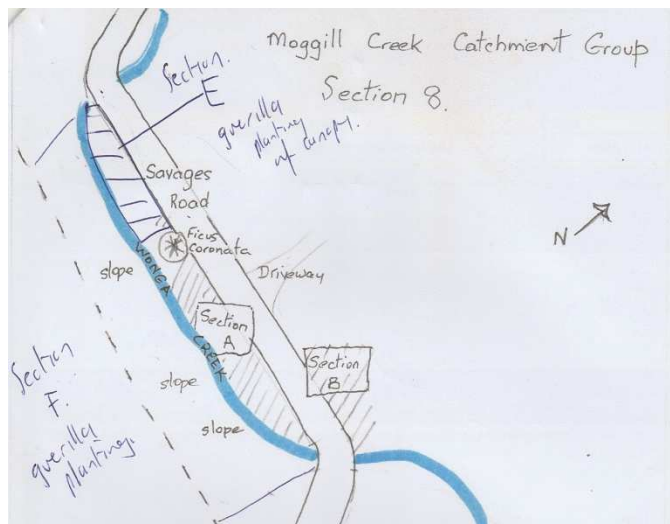 Moggill Creek Catchment Group
Section 8.
Section.
E
guerilla
planting
of canopy.
Savages
Road
Ficus
Coronata
N
WONGA
CREEK
slope
Driveway
Section
A
Section
B
slope
slope
Section
F.
guerilla
planting.